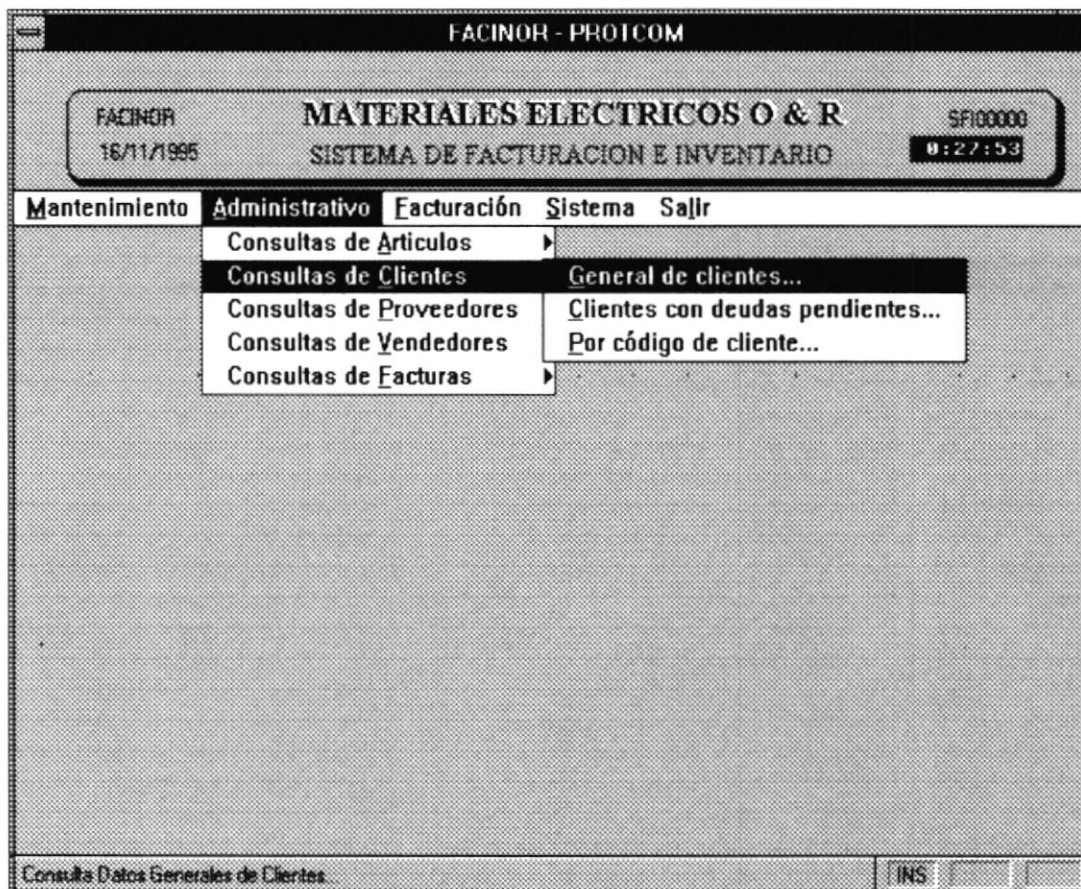 FACINOR - PROTCOM
FACINOR MATERIALES ELECTRICOS O & R SFI00000
16/11/1995 SISTEMA DE FACTURACION E INVENTARIO 0:27:53
Mantenimiento Administrativo Facturación Sistema Salir
Consultas de Articulos
Consultas de Clientes General de clientes...
Consultas de Proveedores Clientes con deudas pendientes...
Consultas de Vendedores Por código de cliente...
Consultas de Facturas
Consulta Datos Generales de Clientes... INS